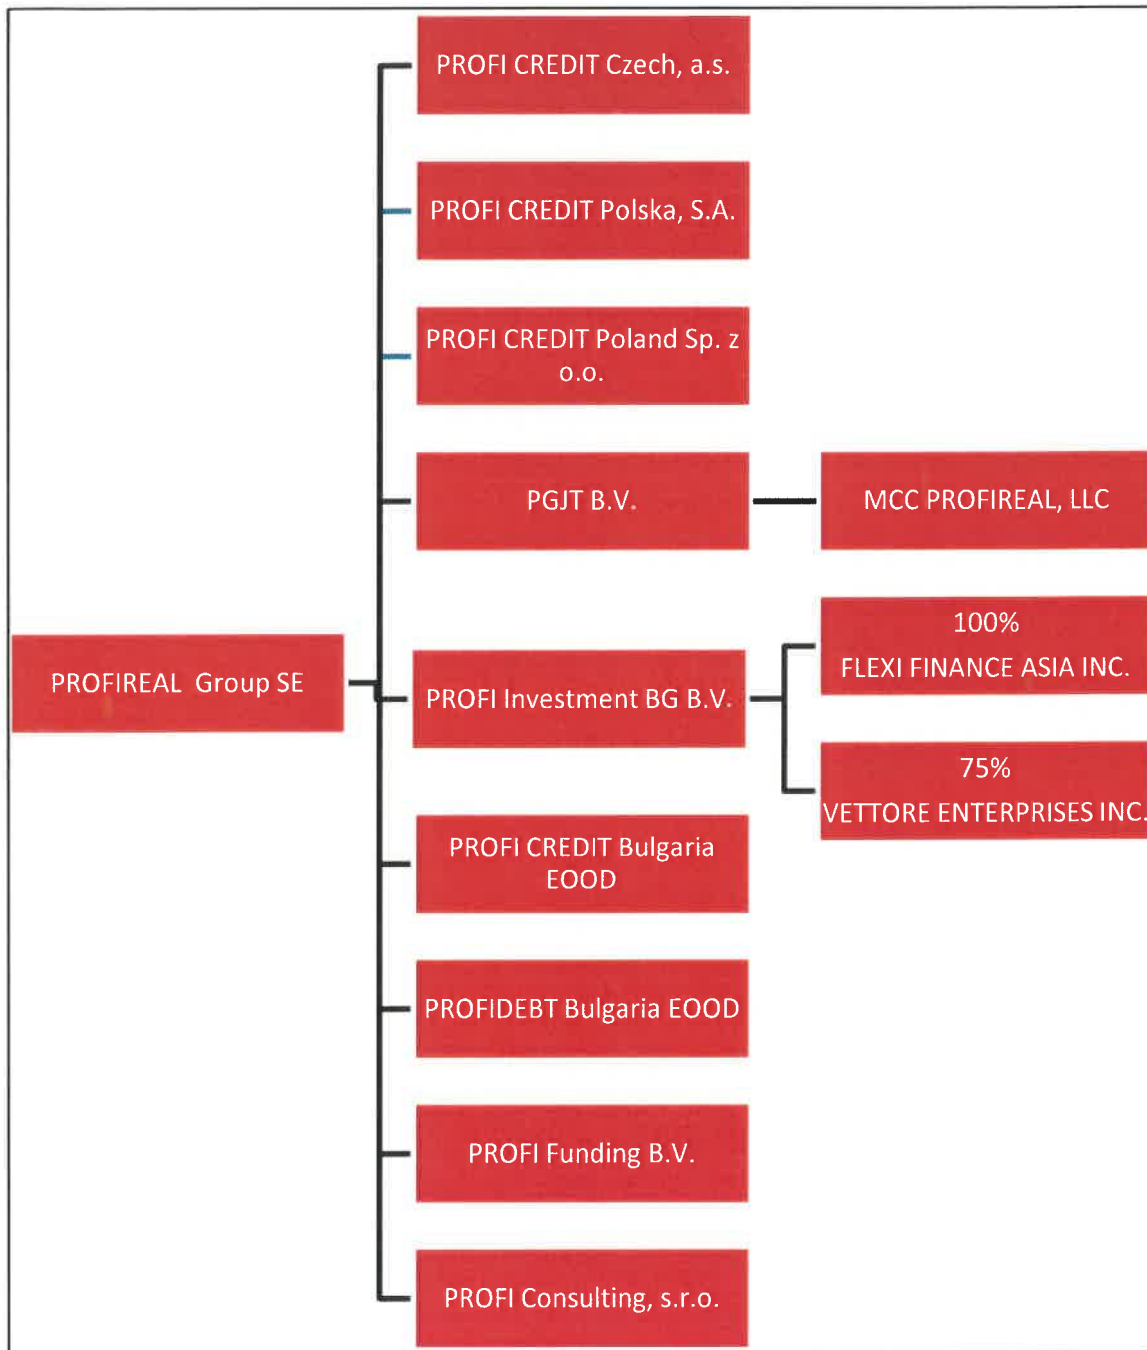 PROFI CREDIT Czech, a.s.
PROFI CREDIT Polska, S.A.
PROFI CREDIT Poland Sp. z
o.o.
PGJT B.V.
MCC PROFIREAL, LLC
100%
FLEXI FINANCE ASIA INC.
PROFIREAL Group SE
PROFI Investment BG B.V.
75%
VETTORE ENTERPRISES INC.
PROFI CREDIT Bulgaria
EOOD
PROFIDEBT Bulgaria EOOD
PROFI Funding B.V.
PROFI Consulting, s.r.o.